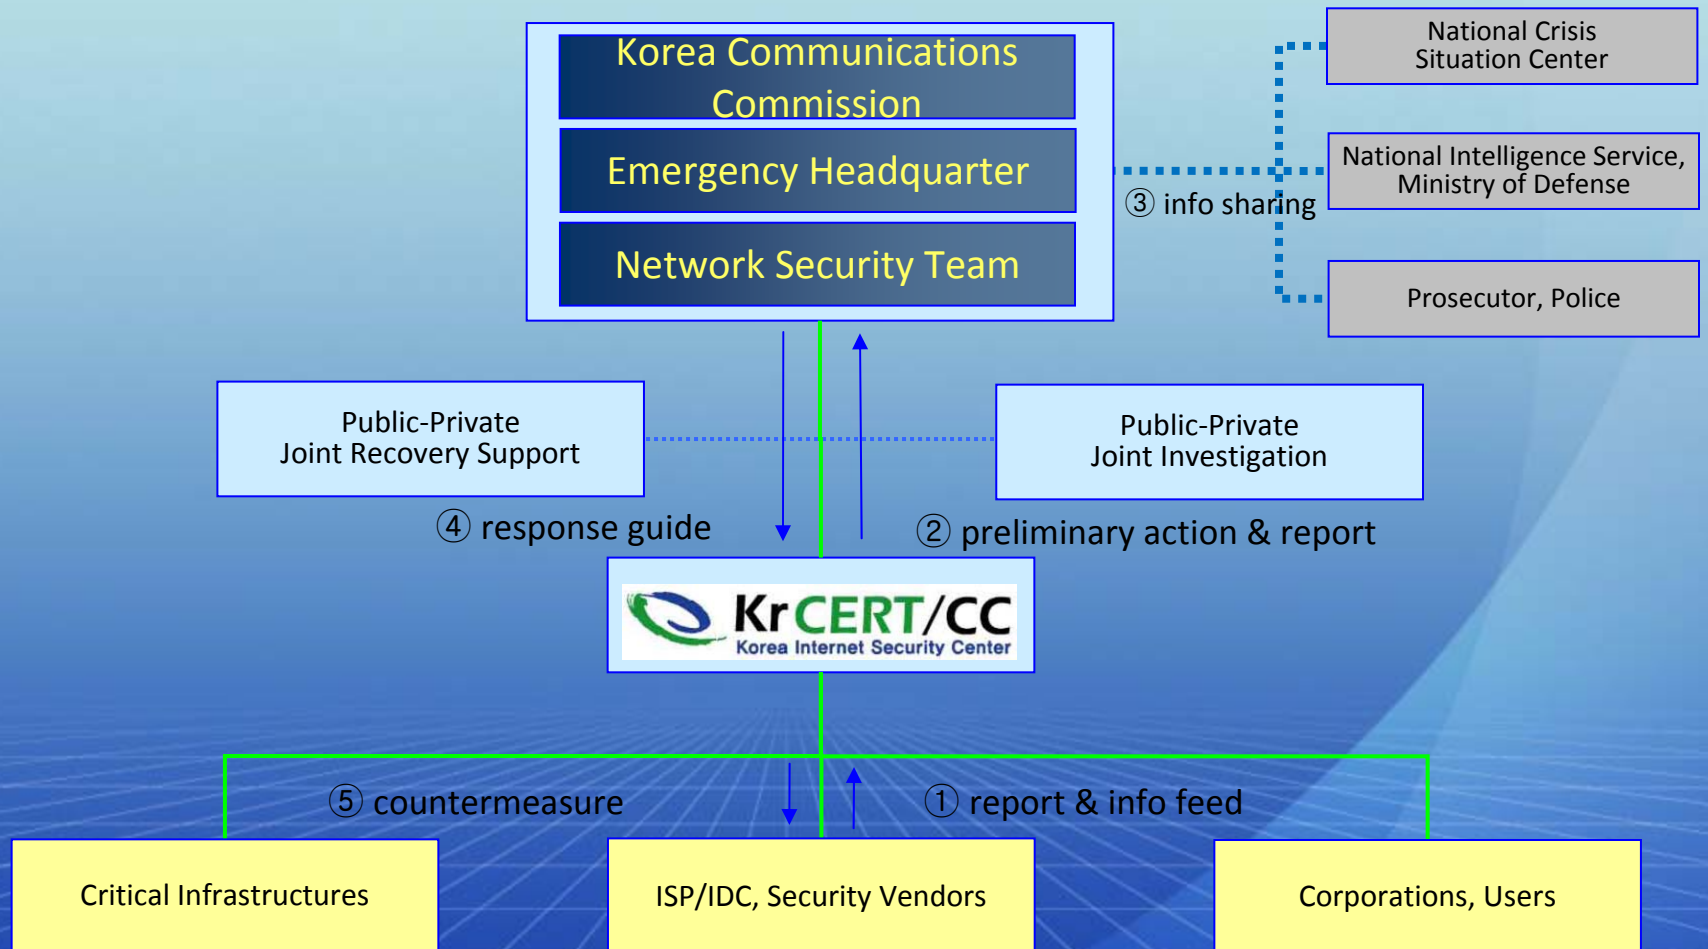 Korea Communications
Commission
Emergency Headquarter
Network Security Team
National Crisis
Situation Center
National Intelligence Service,
Ministry of Defense
Prosecutor, Police
③ info sharing
Public-Private
Joint Recovery Support
Public-Private
Joint Investigation
④ response guide
② preliminary action & report
KrCERT/CC
Korea Internet Security Center
⑤ countermeasure
① report & info feed
Critical Infrastructures
ISP/IDC, Security Vendors
Corporations, Users